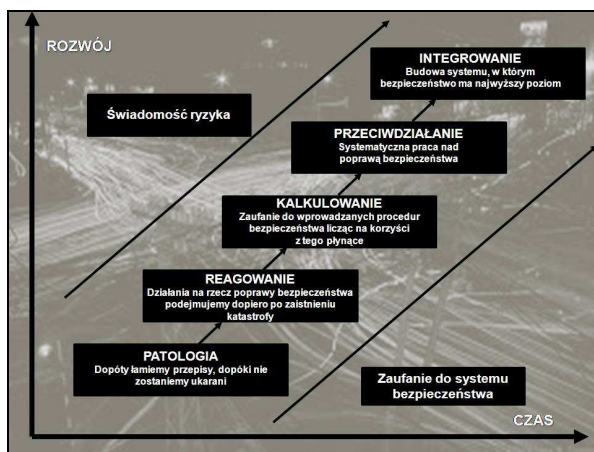 ROZWÓJ
INTEGROWANIE
Budowa systemu, w którym
bezpieczeństwo ma najwyższy poziom
Świadomość ryzyka
PRZECIWDZIAŁANIE
Systematyczna praca nad
poprawą bezpieczeństwa
KALKULOWANIE
Zaufanie do wprowadzanych procedur
bezpieczeństwa licząc na korzyści
z tego płynące
REAGOWANIE
Działania na rzecz poprawy bezpieczeństwa
podejmujemy dopiero po zaistnieniu
katastrofy
PATOLOGIA
Dopóty łamiemy przepisy, dopóki nie
zostaniemy ukarani
Zaufanie do systemu
bezpieczeństwa
CZAS